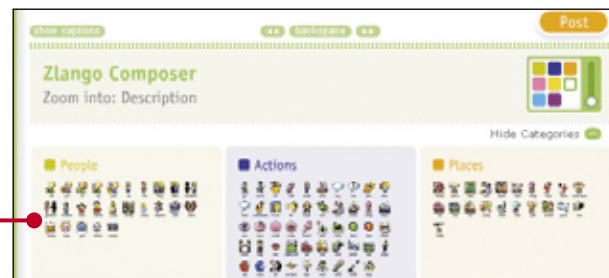 show captions backspace Post
Zlango Composer
Zoom into: Description
Hide Categories
People Actions Places